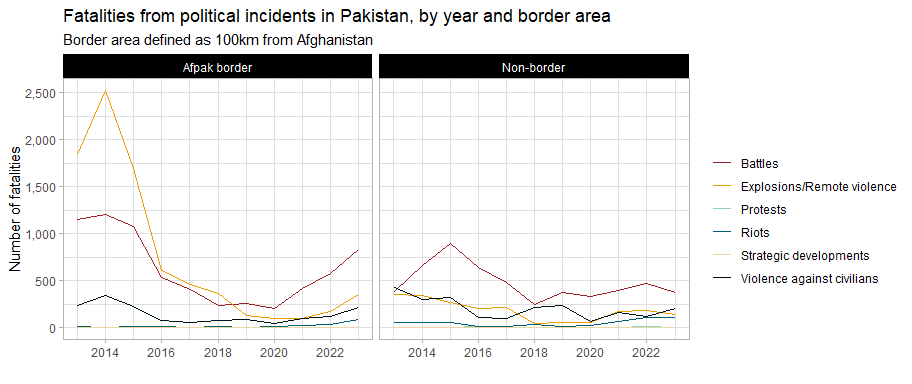 Fatalities from political incidents in Pakistan, by year and border area
Border area defined as 100km from Afghanistan
Afpak border
Non-border
Number of fatalities
2,500
2,000
1,500
1,000
500
0
2014
2016
2018
2020
2022
2014
2016
2018
2020
2022
Battles
Explosions/Remote violence
Protests
Riots
Strategic developments
Violence against civilians